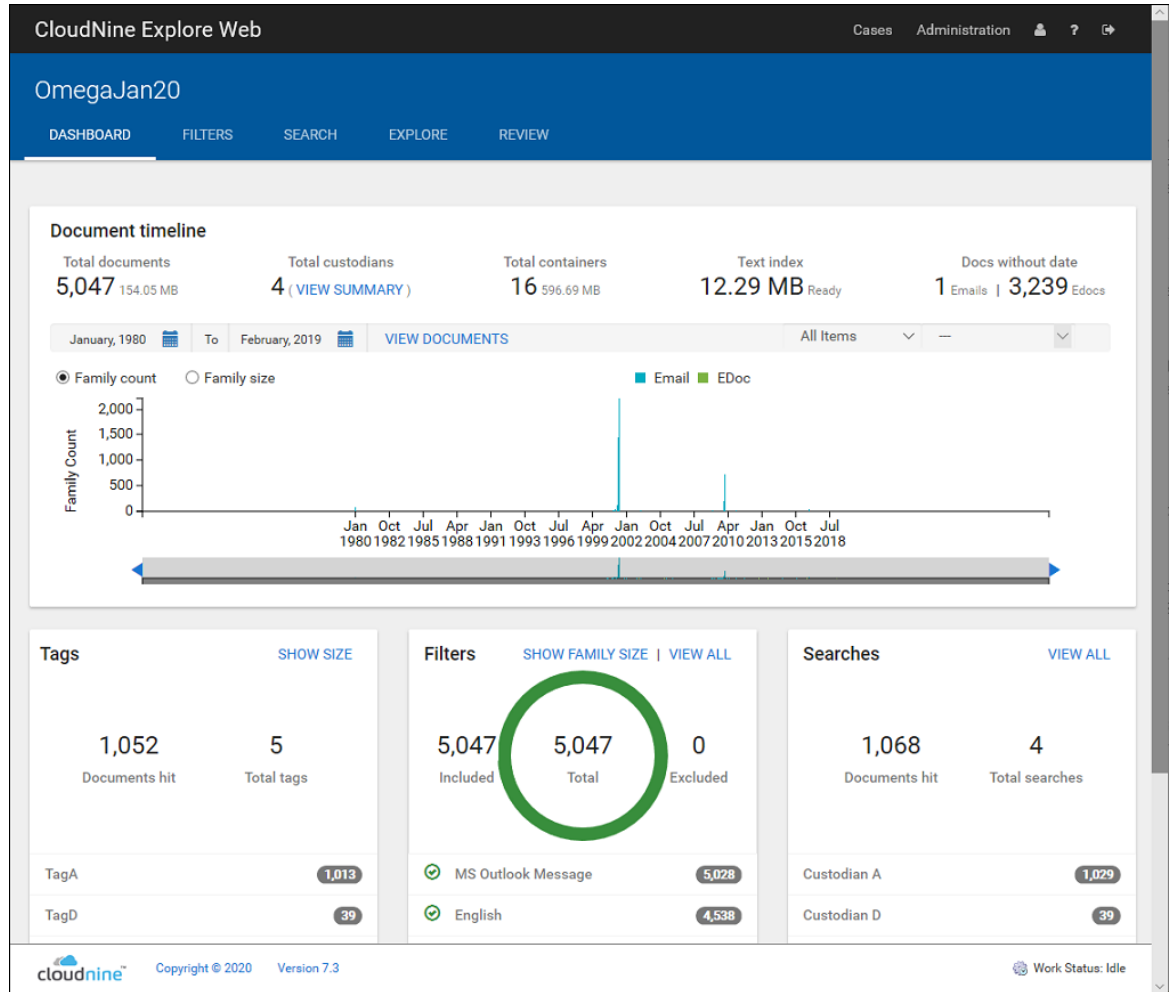 CloudNine Explore Web
Cases Administration ?
OmegaJan20
DASHBOARD FILTERS SEARCH EXPLORE REVIEW
Document timeline
Total documents Total custodians Total containers Text index Docs without date
5,047 154.05 MB 4 ( VIEW SUMMARY ) 16 596.69 MB 12.29 MB Ready 1 Emails | 3,239 Edocs
January, 1980 To February, 2019 VIEW DOCUMENTS All Items —
Family count Family size Email EDoc
Family Count
2,000
1,500
1,000
500
0
Jan Oct Jul Apr Jan Oct Jul Apr Jan Oct Jul Apr Jan Oct Jul
1980 1982 1985 1988 1991 1993 1996 1999 2002 2004 2007 2010 2013 2015 2018
Tags SHOW SIZE
1,052 5
Documents hit Total tags
TagA 1,013
TagD 39
Filters SHOW FAMILY SIZE | VIEW ALL
5,047 5,047 0
Included Total Excluded
MS Outlook Message 5,028
English 4,538
Searches VIEW ALL
1,068 4
Documents hit Total searches
Custodian A 1,029
Custodian D 39
cloudnine™ Copyright © 2020 Version 7.3 Work Status: Idle